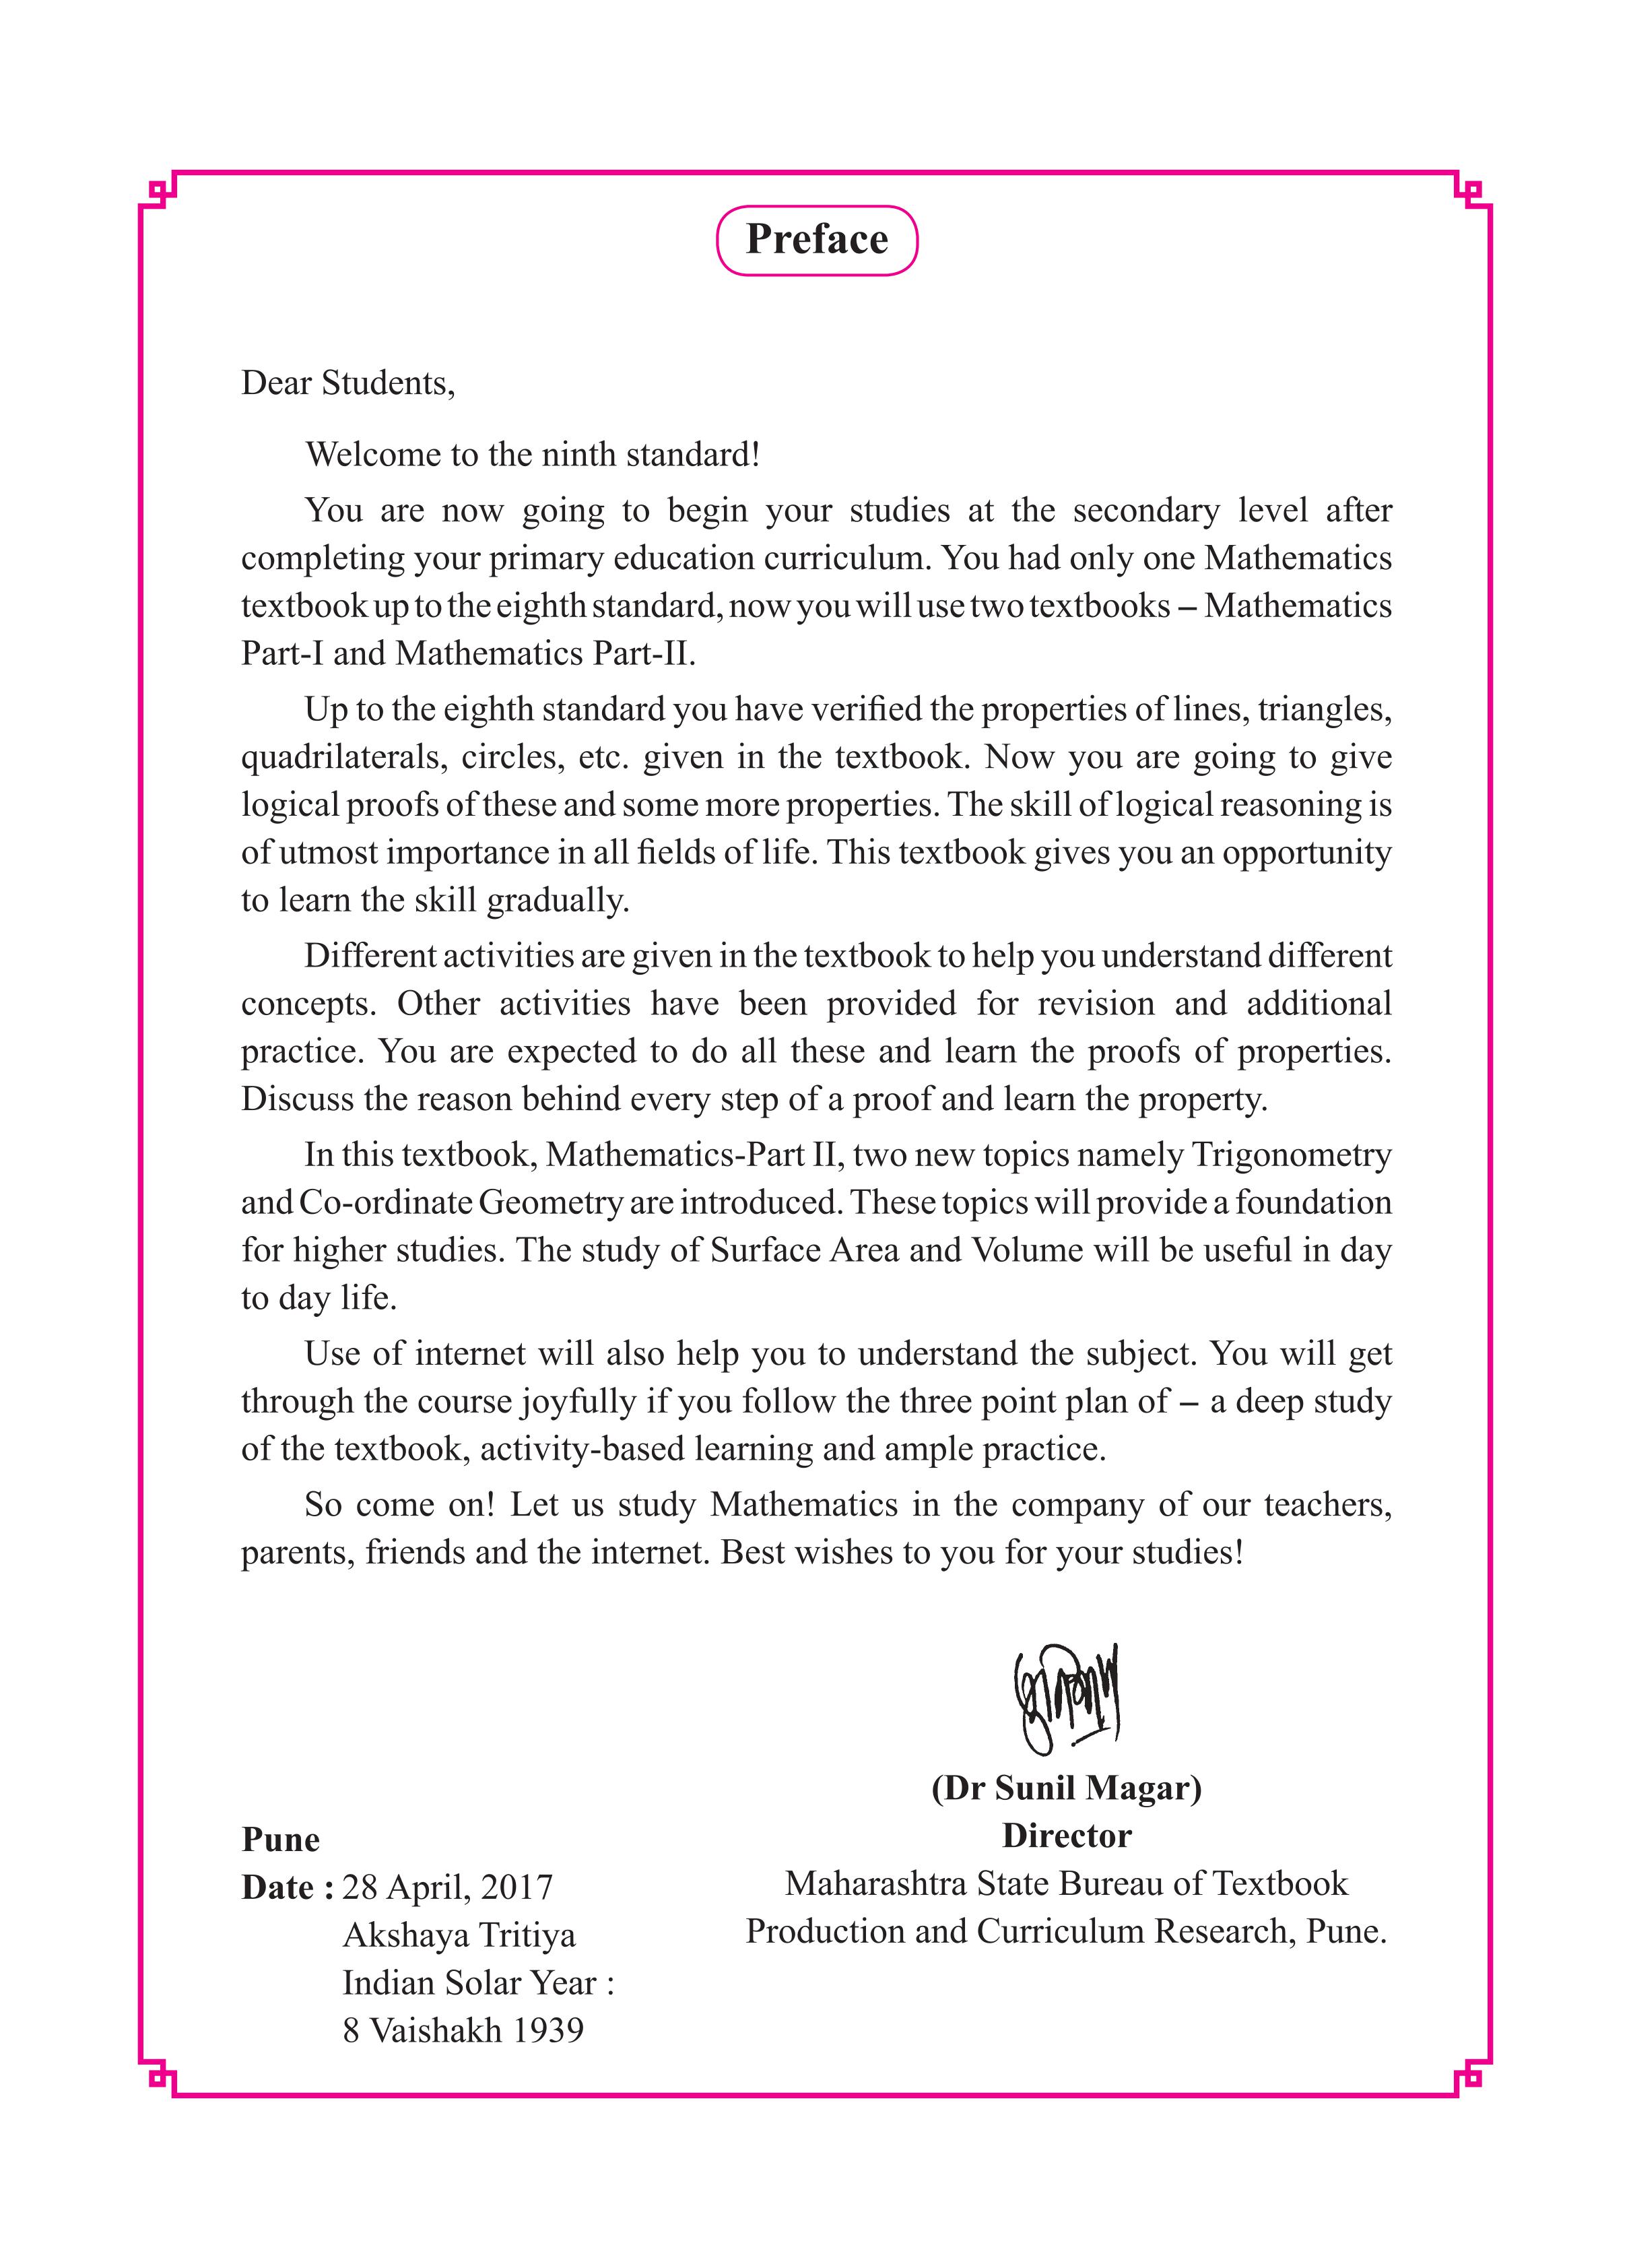 Preface
Dear Students,
Welcome to the ninth standard!
You are now going to begin your studies at the secondary level after
completing your primary education curriculum. You had only one Mathematics
textbook up to the eighth standard, now you will use two textbooks – Mathematics
Part-I and Mathematics Part-II.
Up to the eighth standard you have verified the properties of lines, triangles,
quadrilaterals, circles, etc. given in the textbook. Now you are going to give
logical proofs of these and some more properties. The skill of logical reasoning is
of utmost importance in all fields of life. This textbook gives you an opportunity
to learn the skill gradually.
Different activities are given in the textbook to help you understand different
concepts. Other activities have been provided for revision and additional
practice. You are expected to do all these and learn the proofs of properties.
Discuss the reason behind every step of a proof and learn the property.
In this textbook, Mathematics-Part II, two new topics namely Trigonometry
and Co-ordinate Geometry are introduced. These topics will provide a foundation
for higher studies. The study of Surface Area and Volume will be useful in day
to day life.
Use of internet will also help you to understand the subject. You will get
through the course joyfully if you follow the three point plan of – a deep study
of the textbook, activity-based learning and ample practice.
So come on! Let us study Mathematics in the company of our teachers,
parents, friends and the internet. Best wishes to you for your studies!
(Dr Sunil Magar)
Director
Maharashtra State Bureau of Textbook
Production and Curriculum Research, Pune.
Pune
Date : 28 April, 2017
Akshaya Tritiya
Indian Solar Year :
8 Vaishakh 1939